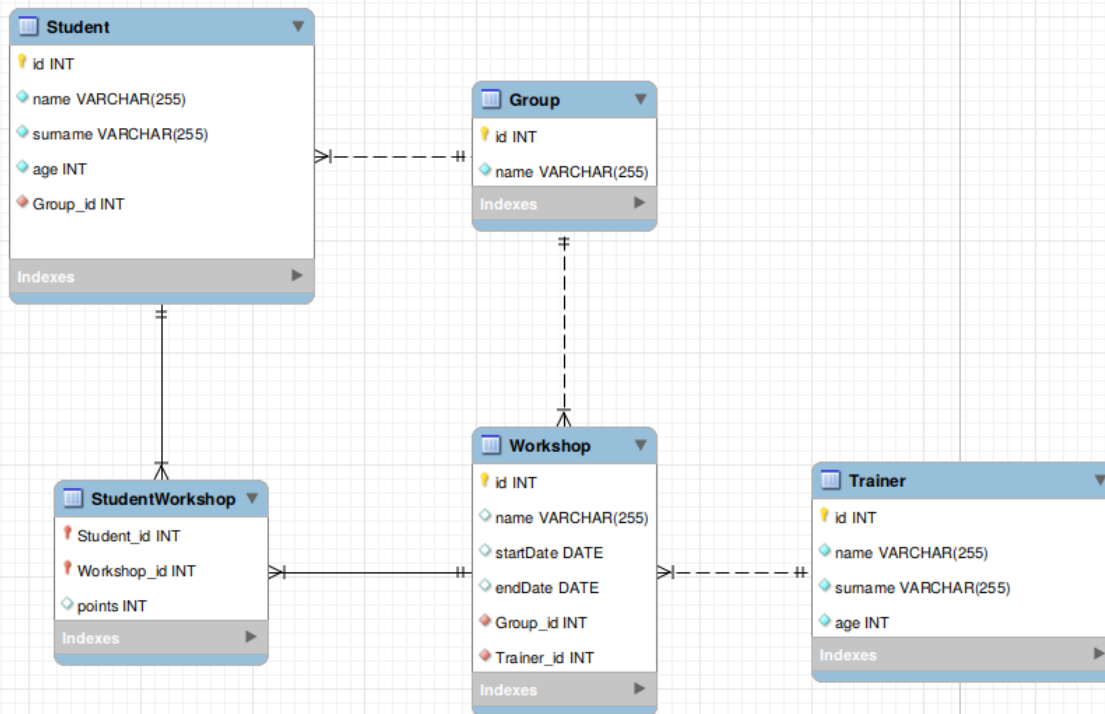 Student
id INT
name VARCHAR(255)
surname VARCHAR(255)
age INT
Group_id INT
Indexes
Group
id INT
name VARCHAR(255)
Indexes
StudentWorkshop
Student_id INT
Workshop_id INT
points INT
Indexes
Workshop
id INT
name VARCHAR(255)
startDate DATE
endDate DATE
Group_id INT
Trainer_id INT
Indexes
Trainer
id INT
name VARCHAR(255)
surname VARCHAR(255)
age INT
Indexes